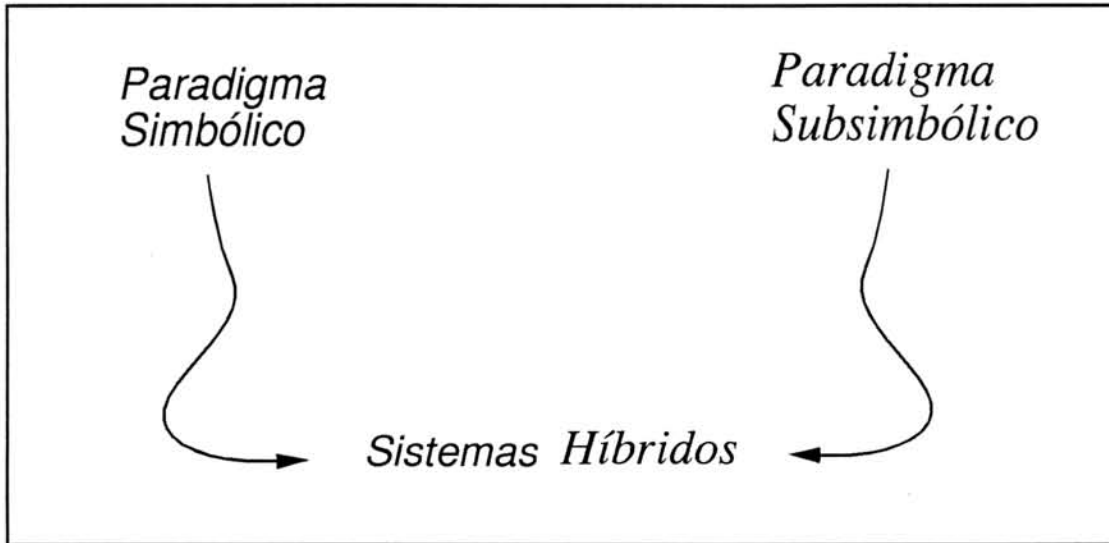 Paradigma
Simbólico
Paradigma
Subsimbólico
Sistemas Híbridos